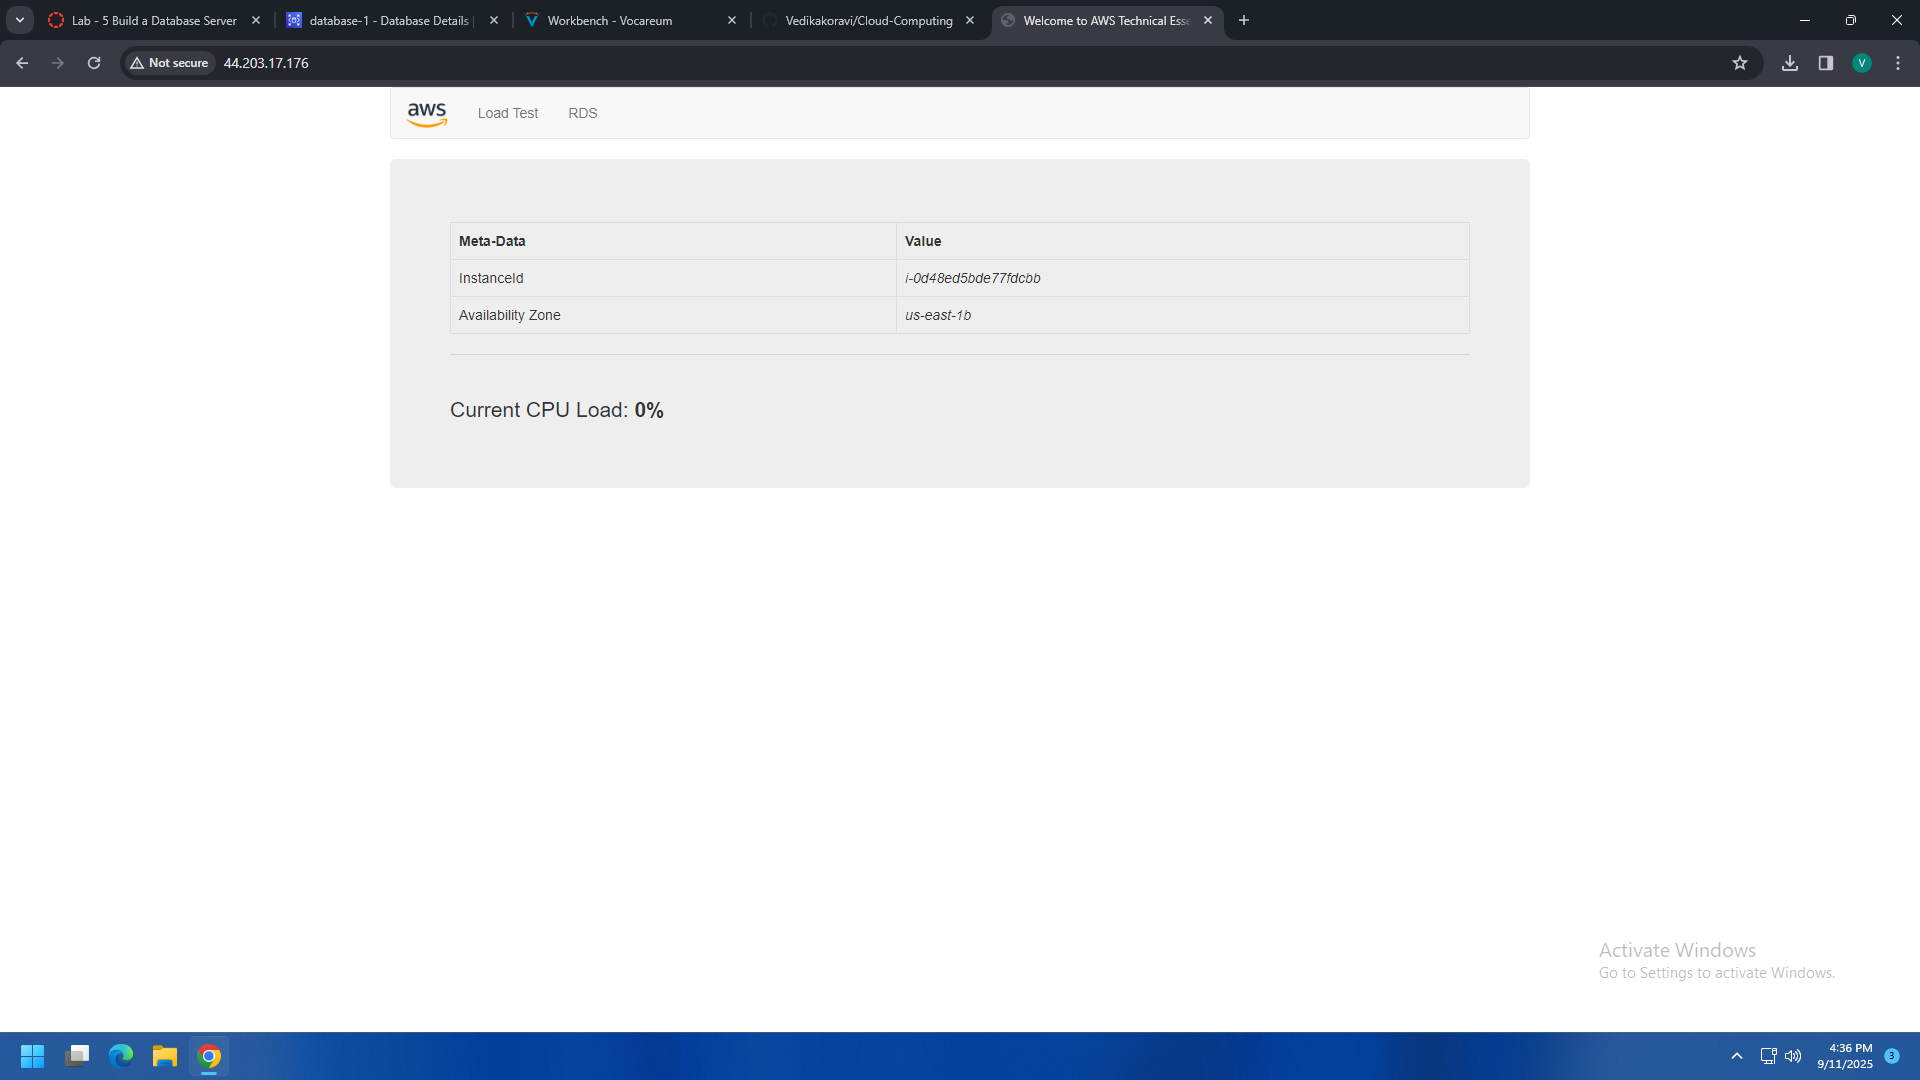 Lab - 5 Build a Database Server
database-1 - Database Details
Workbench - Vocareum
Vedikakoravi/Cloud-Computing
Welcome to AWS Technical Esse
Not secure
44.203.17.176
V
aws
Load Test
RDS
Meta-Data
Value
InstanceId
i-0d48ed5bde77fdcbb
Availability Zone
us-east-1b
Current CPU Load: 0%
Activate Windows
Go to Settings to activate Windows.
4:36 PM
9/11/2025
3